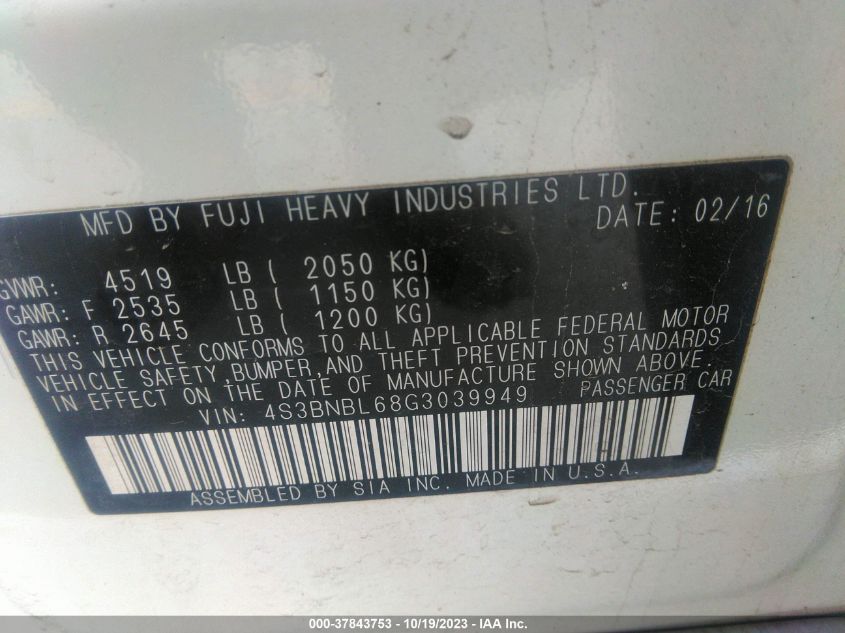 MFD BY FUJI HEAVY INDUSTRIES LTD.
DATE: 02/16
GVWR: 4519 LB ( 2050 KG)
GAWR: F 2535 LB ( 1150 KG)
GAWR: R 2645 LB ( 1200 KG)
THIS VEHICLE CONFORMS TO ALL APPLICABLE FEDERAL MOTOR
VEHICLE SAFETY, BUMPER, AND THEFT PREVENTION STANDARDS
IN EFFECT ON THE DATE OF MANUFACTURE SHOWN ABOVE.
VIN: 4S3BNBL68G3039949 PASSENGER CAR
ASSEMBLED BY SIA INC. MADE IN U.S.A.
000-37843753 - 10/19/2023 - IAA Inc.